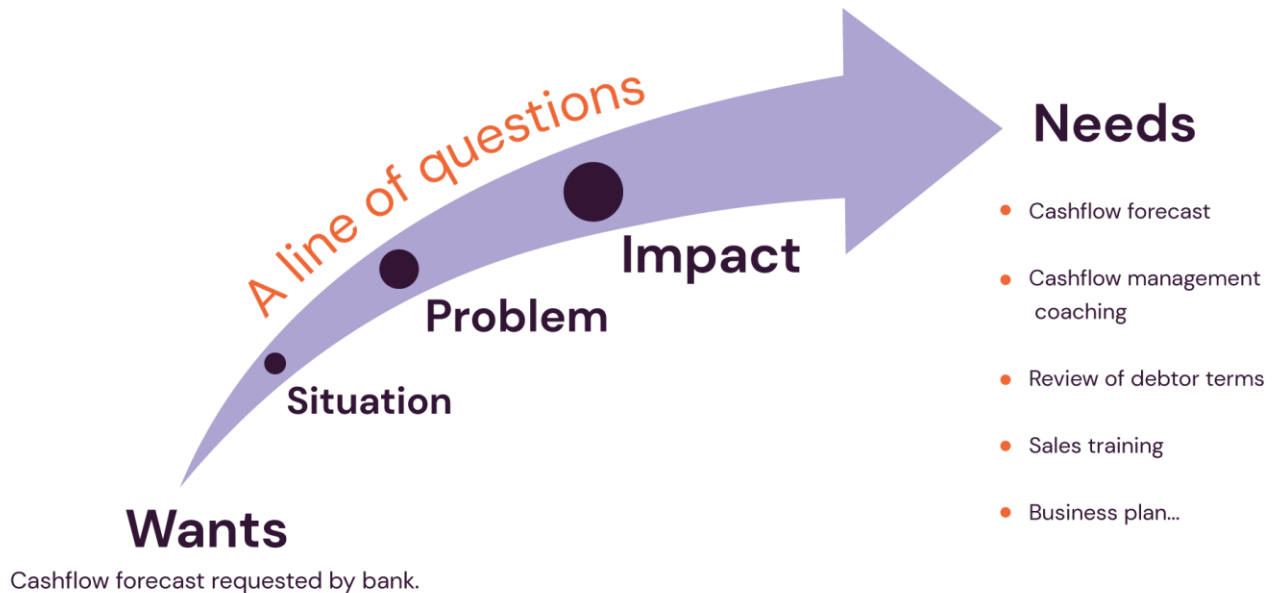 A line of questions
Needs
Cashflow forecast
Cashflow management
coaching
Review of debtor terms
Sales training
Business plan...
Impact
Problem
Situation
Wants
Cashflow forecast requested by bank.